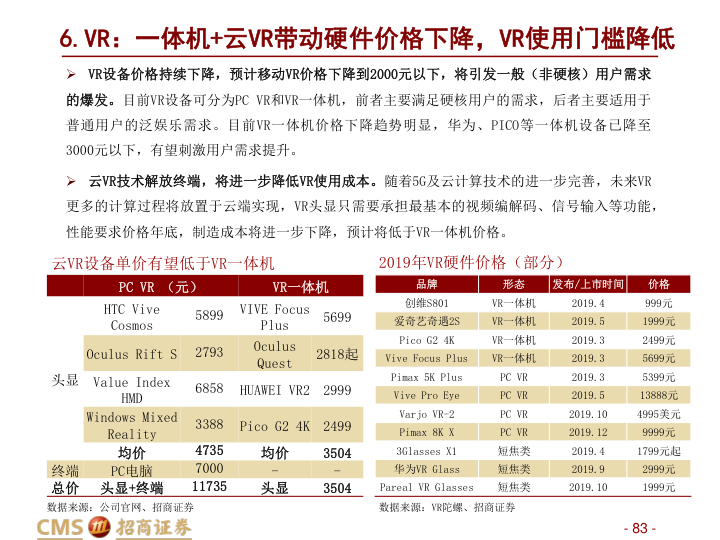 6.VR：一体机+云VR带动硬件价格下降，VR使用门槛降低
➢ VR设备价格持续下降，预计移动VR价格下降到2000元以下，将引发一般（非硬核）用户需求
的爆发。目前VR设备可分为PC VR和VR一体机，前者主要满足硬核用户的需求，后者主要适用于
普通用户的泛娱乐需求。目前VR一体机价格下降趋势明显，华为、PICO等一体机设备已降至
3000元以下，有望刺激用户需求提升。
➢ 云VR技术解放终端，将进一步降低VR使用成本。随着5G及云计算技术的进一步完善，未来VR
更多的计算过程将放置于云端实现，VR头显只需要承担最基本的视频编解码、信号输入等功能，
性能要求价格年底，制造成本将进一步下降，预计将低于VR一体机价格。
云VR设备单价有望低于VR一体机
PC VR （元） VR一体机
头显
HTC Vive Cosmos 5899 VIVE Focus Plus 5699
Oculus Rift S 2793 Oculus Quest 2818起
Value Index HMD 6858 HUAWEI VR2 2999
Windows Mixed Reality 3388 Pico G2 4K 2499
均价 4735 均价 3504
终端 PC电脑 7000 - -
总价 头显+终端 11735 头显 3504
数据来源：公司官网、招商证券
2019年VR硬件价格（部分）
品牌 形态 发布/上市时间 价格
创维S801 VR一体机 2019.4 999元
爱奇艺奇遇2S VR一体机 2019.5 1999元
Pico G2 4K VR一体机 2019.3 2499元
Vive Focus Plus VR一体机 2019.3 5699元
Pimax 5K Plus PC VR 2019.3 5399元
Vive Pro Eye PC VR 2019.5 13888元
Varjo VR-2 PC VR 2019.10 4995美元
Pimax 8K X PC VR 2019.12 9999元
3Glasses X1 短焦类 2019.4 1799元起
华为VR Glass 短焦类 2019.9 2999元
Pareal VR Glasses 短焦类 2019.10 1999元
数据来源：VR陀螺、招商证券
CMS 招商证券
- 83 -